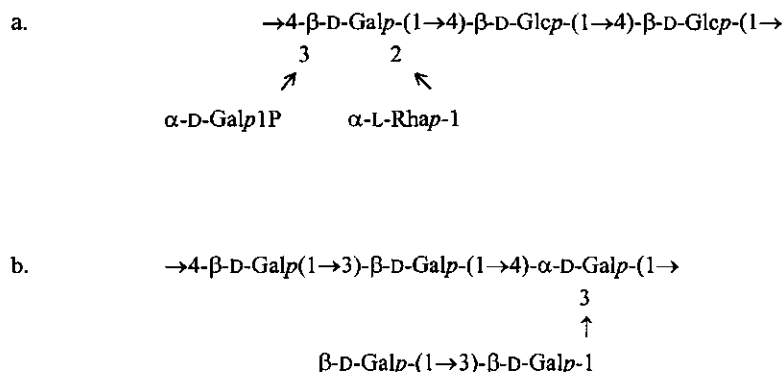 a. →4-β-D-Galp-(1→4)-β-D-Glcp-(1→4)-β-D-Glcp-(1→
3 2
↗ ↖
α-D-Galp1P α-L-Rhap-1
b. →4-β-D-Galp(1→3)-β-D-Galp-(1→4)-α-D-Galp-(1→
3
↑
β-D-Galp-(1→3)-β-D-Galp-1